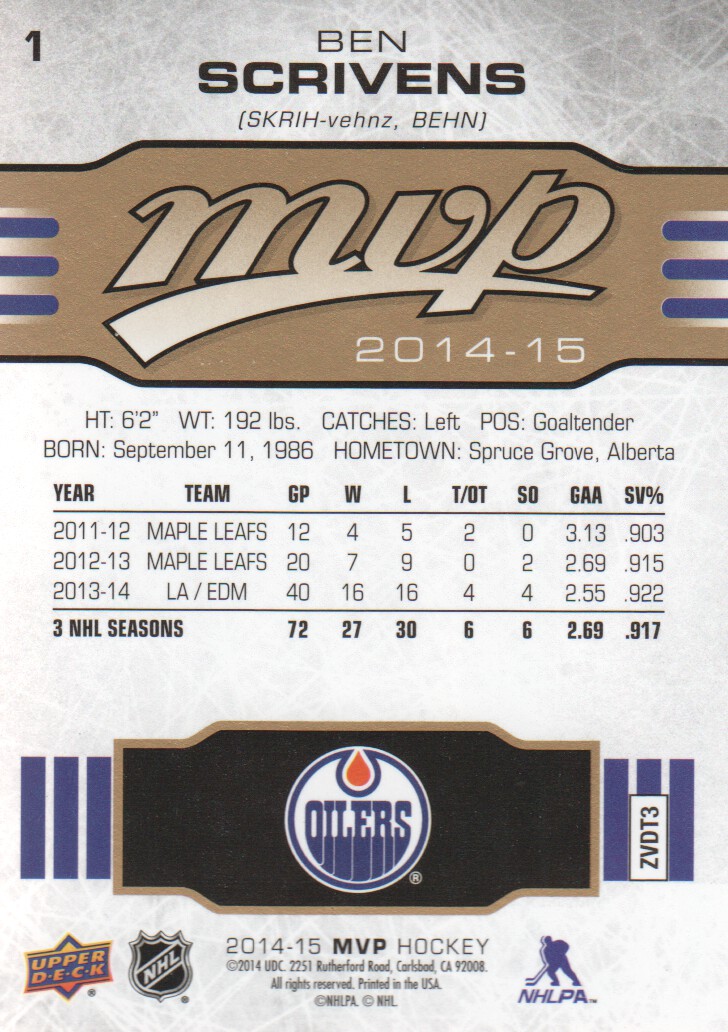 1
BEN
SCRIVENS
(SKRIH-vehnz, BEHN)
mvp
2014-15
HT: 6'2" WT: 192 lbs. CATCHES: Left POS: Goaltender
BORN: September 11, 1986 HOMETOWN: Spruce Grove, Alberta
YEAR TEAM GP W L T/OT SO GAA SV%
2011-12 MAPLE LEAFS 12 4 5 2 0 3.13 .903
2012-13 MAPLE LEAFS 20 7 9 0 2 2.69 .915
2013-14 LA / EDM 40 16 16 4 4 2.55 .922
3 NHL SEASONS 72 27 30 6 6 2.69 .917
OILERS
®
ZVDT3
UPPER
D·E·C·K
®
NHL
®
2014-15 MVP HOCKEY
©2014 UDC. 2251 Rutherford Road, Carlsbad, CA 92008.
All rights reserved. Printed in the USA.
©NHLPA. © NHL.
NHLPA™